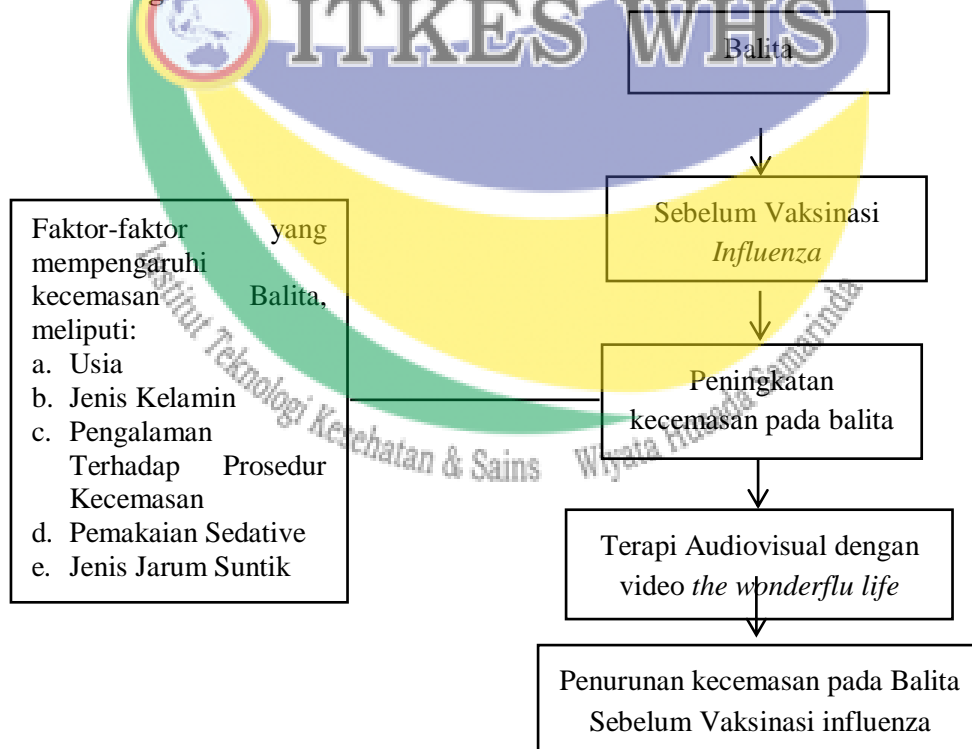 ITKES WHS
Balita
Sebelum Vaksinasi
Influenza
Faktor-faktor yang
mempengaruhi
kecemasan Balita,
meliputi:
a. Usia
b. Jenis Kelamin
c. Pengalaman
Terhadap Prosedur
Kecemasan
d. Pemakaian Sedative
e. Jenis Jarum Suntik
Peningkatan
kecemasan pada balita
Terapi Audiovisual dengan
video the wonderflu life
Penurunan kecemasan pada Balita
Sebelum Vaksinasi influenza
Institut Teknologi Kesehatan & Sains Wiyata Husada Samarinda